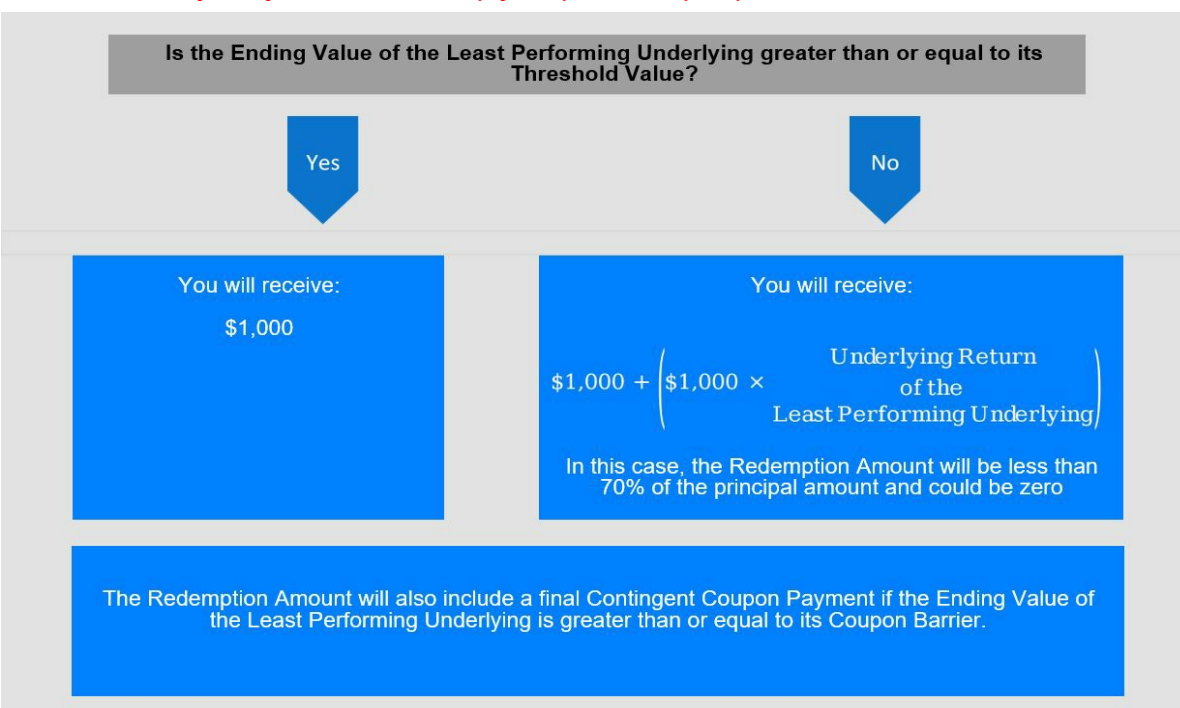 Is the Ending Value of the Least Performing Underlying greater than or equal to its
Threshold Value?
Yes
No
You will receive:
$1,000
You will receive:
$1,000 + ($1,000 × Underlying Return
of the
Least Performing Underlying)
In this case, the Redemption Amount will be less than
70% of the principal amount and could be zero
The Redemption Amount will also include a final Contingent Coupon Payment if the Ending Value of
the Least Performing Underlying is greater than or equal to its Coupon Barrier.